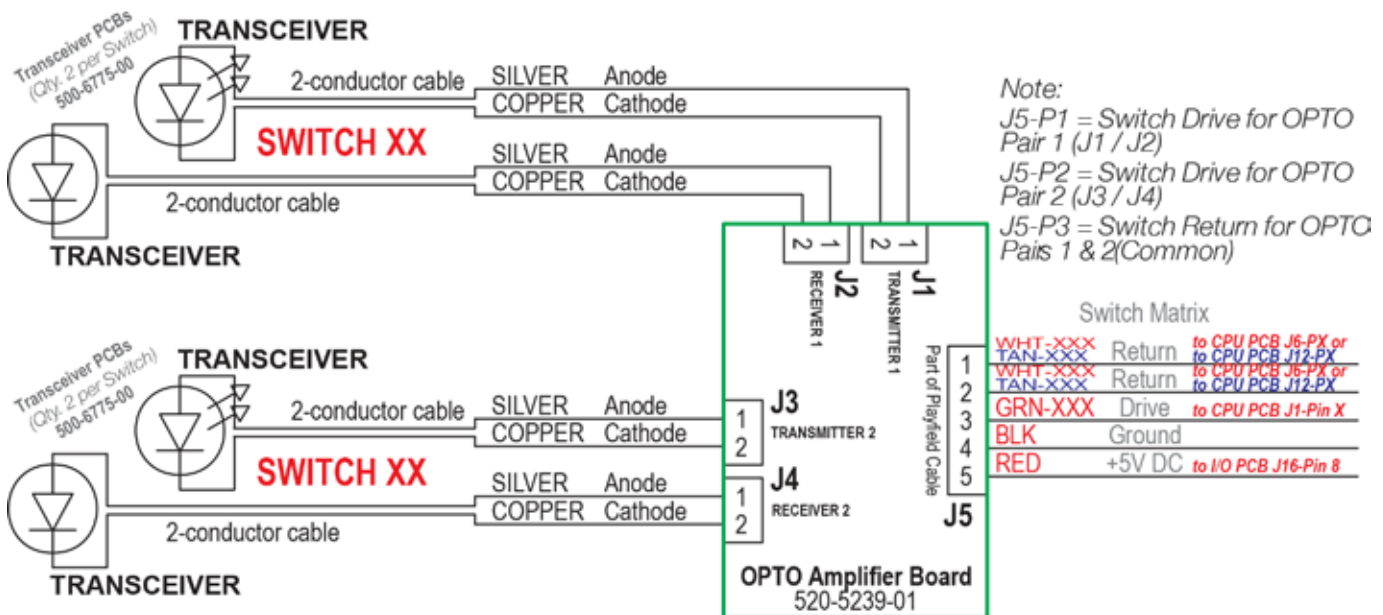 Transceiver PCBs
(Qty. 2 per Switch)
500-6775-00
TRANSCEIVER
2-conductor cable
SILVER Anode
COPPER Cathode
SWITCH XX
SILVER Anode
COPPER Cathode
2-conductor cable
TRANSCEIVER
Note:
J5-P1 = Switch Drive for OPTO
Pair 1 (J1 / J2)
J5-P2 = Switch Drive for OPTO
Pair 2 (J3 / J4)
J5-P3 = Switch Return for OPTO
Pairs 1 & 2(Common)
2 1
J2
RECEIVER 1
2 1
J1
TRANSMITTER 1
Switch Matrix
WHT-XXX
TAN-XXX
Return
to CPU PCB J6-PX or
to CPU PCB J12-PX
WHT-XXX
TAN-XXX
Return
to CPU PCB J6-PX or
to CPU PCB J12-PX
GRN-XXX Drive to CPU PCB J1-Pin X
BLK Ground
RED +5V DC to I/O PCB J16-Pin 8
Part of Playfield Cable
1
2
3
4
5
J5
Transceiver PCBs
(Qty. 2 per Switch)
500-6775-00
TRANSCEIVER
2-conductor cable
SILVER Anode
COPPER Cathode
SWITCH XX
SILVER Anode
COPPER Cathode
2-conductor cable
TRANSCEIVER
1
2
J3
TRANSMITTER 2
1
2
J4
RECEIVER 2
OPTO Amplifier Board
520-5239-01